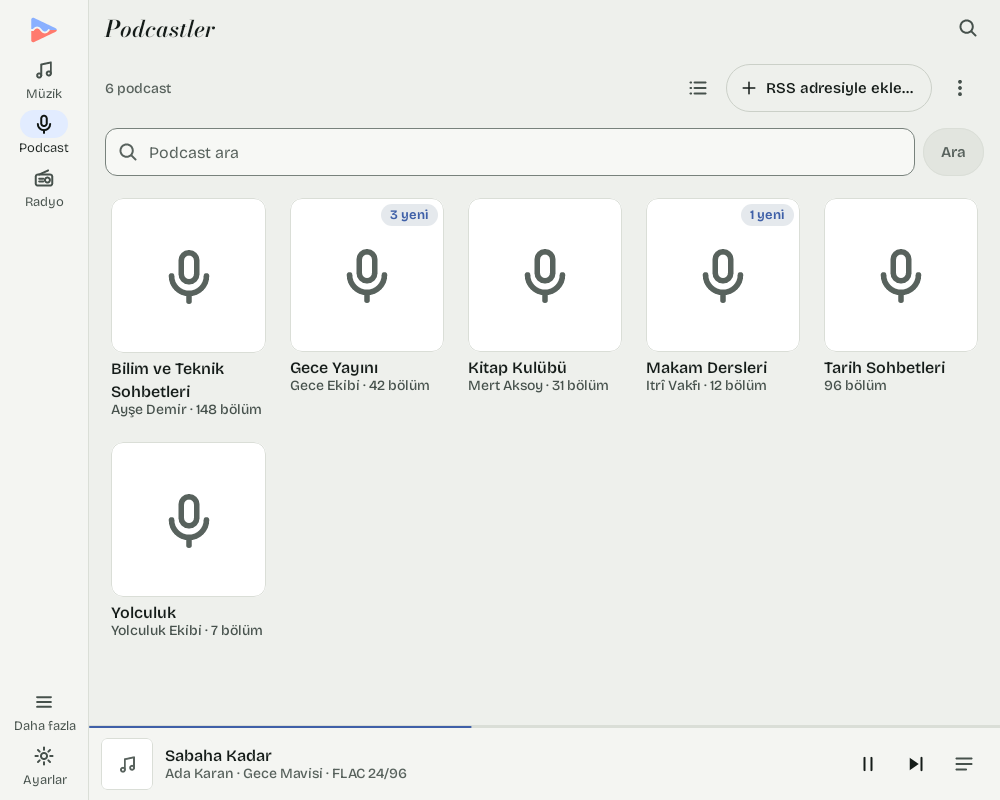 Podcastler
Müzik
Podcast
Radyo
6 podcast
RSS adresiyle ekle...
Podcast ara
Ara
3 yeni
1 yeni
Bilim ve Teknik
Sohbetleri
Ayşe Demir · 148 bölüm
Gece Yayını
Gece Ekibi · 42 bölüm
Kitap Kulübü
Mert Aksoy · 31 bölüm
Makam Dersleri
Itrî Vakfı · 12 bölüm
Tarih Sohbetleri
96 bölüm
Yolculuk
Yolculuk Ekibi · 7 bölüm
Daha fazla
Ayarlar
Sabaha Kadar
Ada Karan · Gece Mavisi · FLAC 24/96